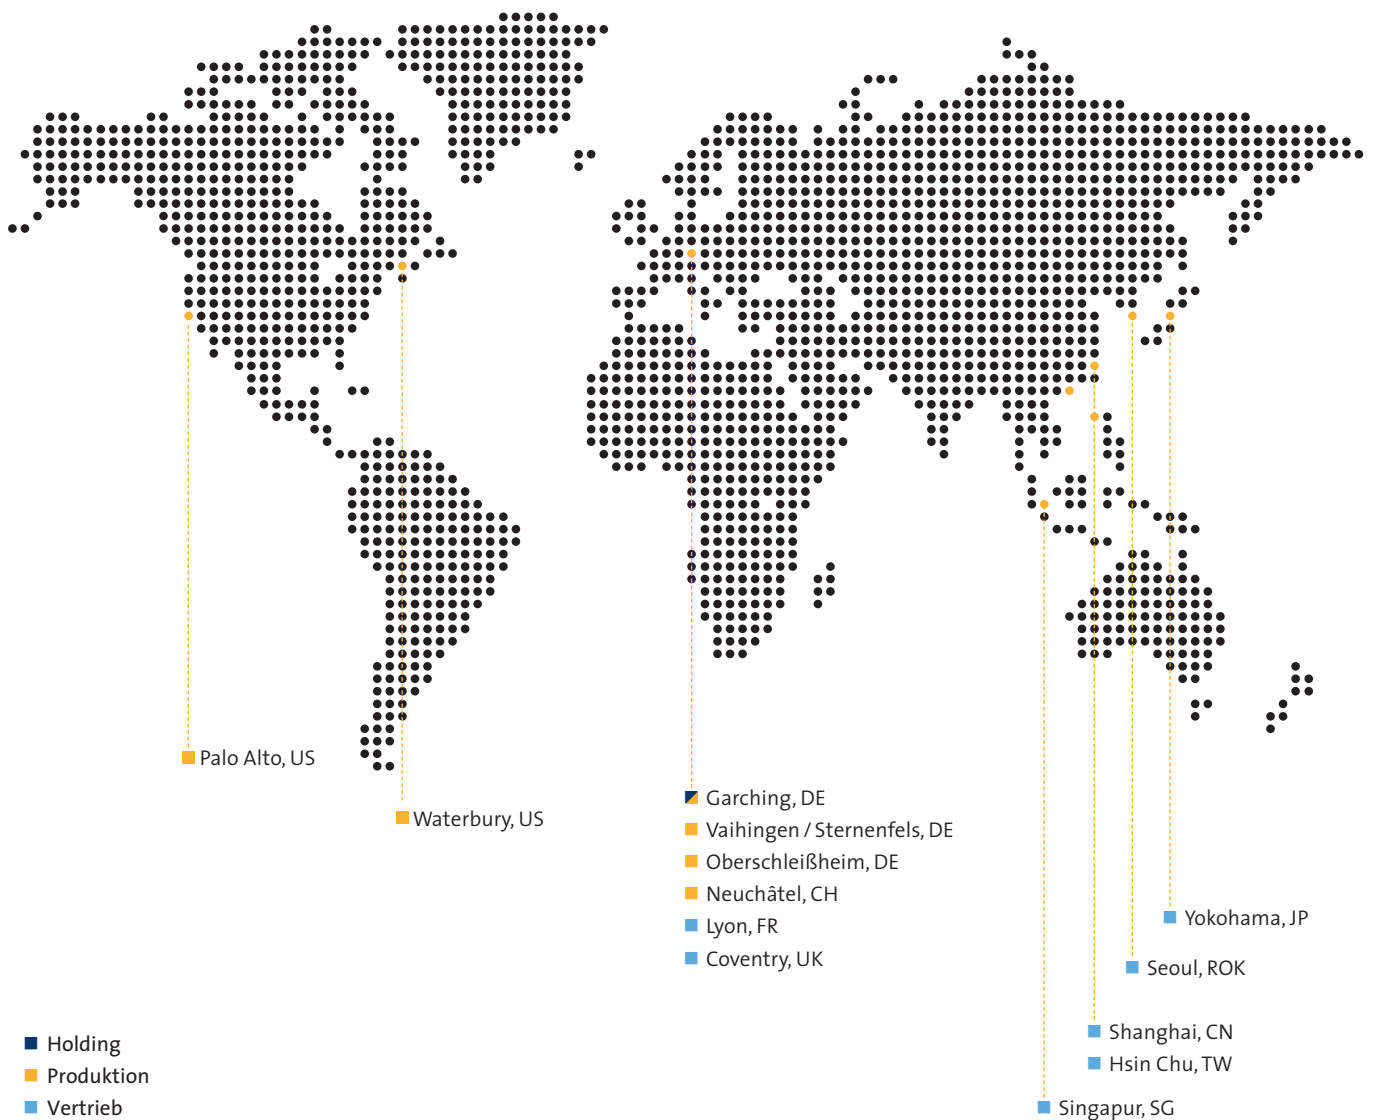 Palo Alto, US
Waterbury, US
Garching, DE
Vaihingen / Sternenfels, DE
Oberschleißheim, DE
Neuchâtel, CH
Lyon, FR
Coventry, UK
Yokohama, JP
Seoul, ROK
Shanghai, CN
Hsin Chu, TW
Singapur, SG
Holding
Produktion
Vertrieb